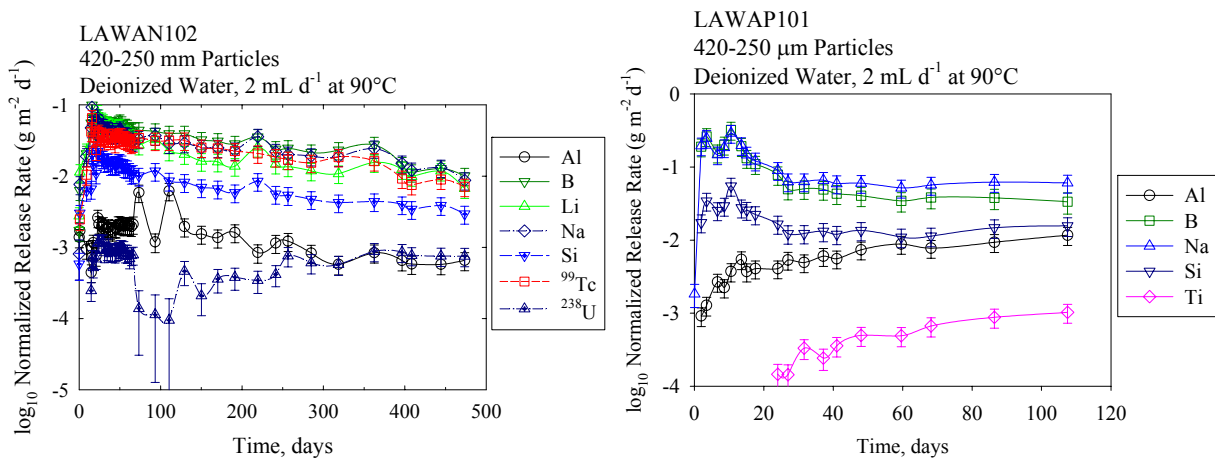 LAWAN102
420-250 mm Particles
Deionized Water, 2 mL d⁻¹ at 90°C
log₁₀ Normalized Release Rate (g m⁻² d⁻¹)
-1
-2
-3
-4
-5
0 100 200 300 400 500
Time, days
Al
B
Li
Na
Si
⁹⁹Tc
²³⁸U
LAWAP101
420-250 μm Particles
Deionized Water, 2 mL d⁻¹ at 90°C
log₁₀ Normalized Release Rate (g m⁻² d⁻¹)
0
-1
-2
-3
-4
0 20 40 60 80 100 120
Time, days
Al
B
Na
Si
Ti